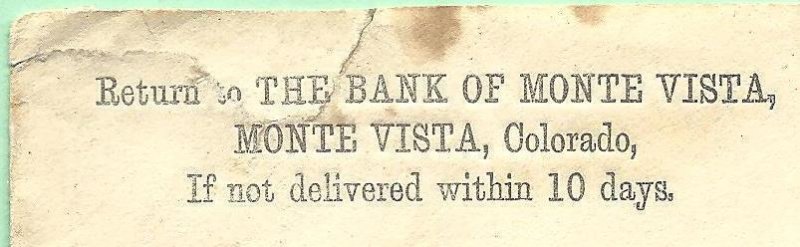 Return to THE BANK OF MONTE VISTA,
MONTE VISTA, Colorado,
If not delivered within 10 days.